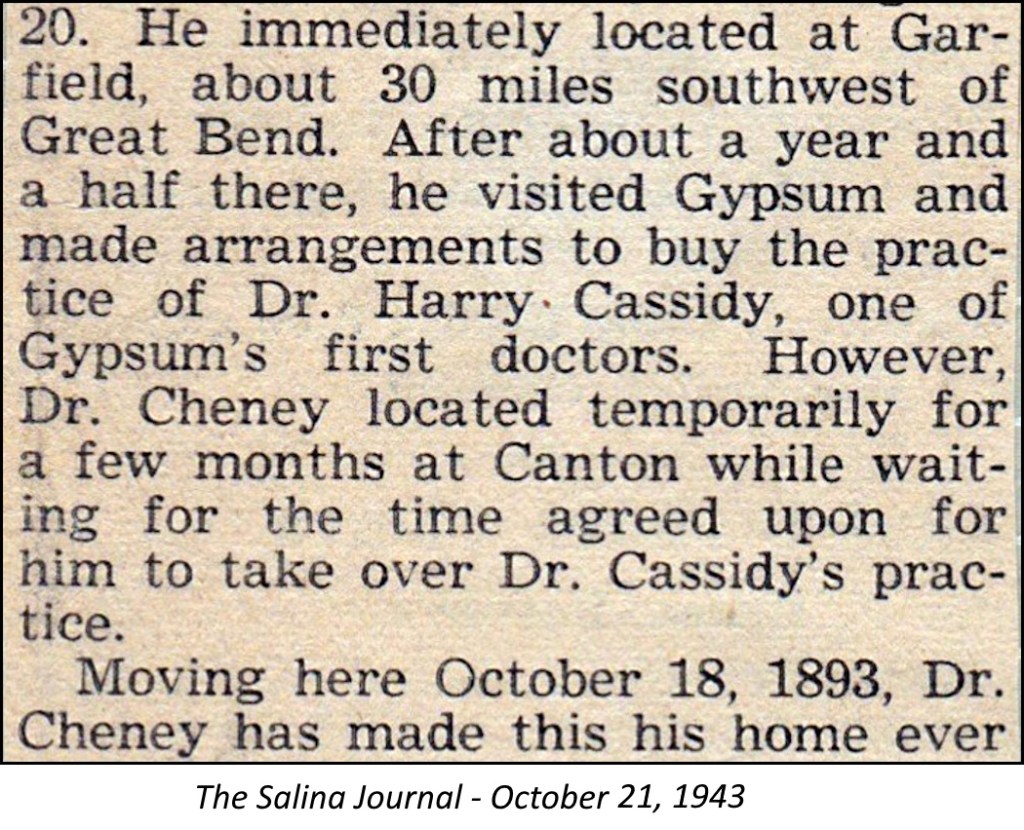 20. He immediately located at Gar-
field, about 30 miles southwest of
Great Bend. After about a year and
a half there, he visited Gypsum and
made arrangements to buy the prac-
tice of Dr. Harry Cassidy, one of
Gypsum's first doctors. However,
Dr. Cheney located temporarily for
a few months at Canton while wait-
ing for the time agreed upon for
him to take over Dr. Cassidy's prac-
tice.
Moving here October 18, 1893, Dr.
Cheney has made this his home ever
The Salina Journal - October 21, 1943